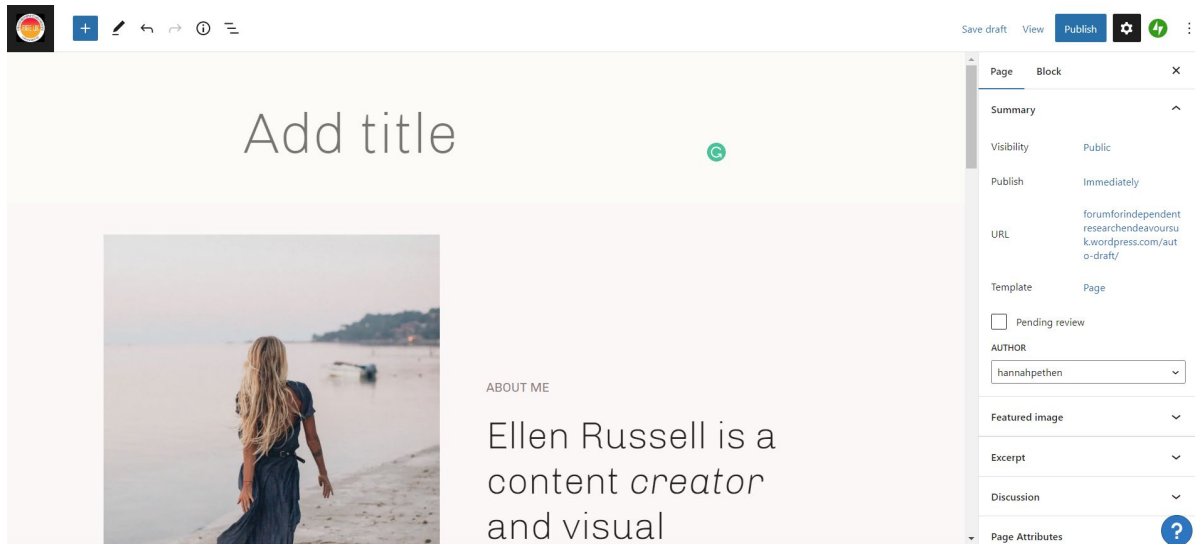 Save draft View Publish
Page Block
Add title
Summary
Visibility Public
Publish Immediately
URL
forumforindependent
researchendeavoursu
k.wordpress.com/aut
o-draft/
Template Page
Pending review
AUTHOR
hannahpethen
ABOUT ME
Ellen Russell is a
content creator
and visual
Featured image
Excerpt
Discussion
Page Attributes
?